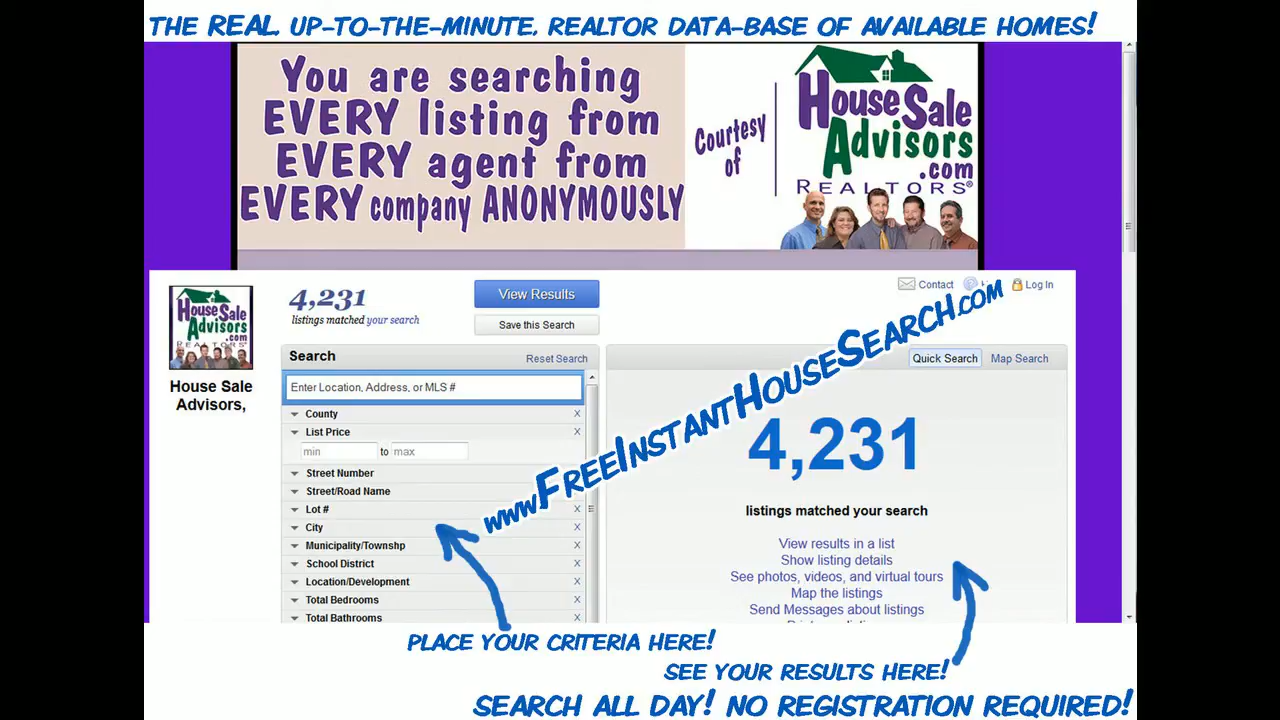 THE REAL, UP-TO-THE-MINUTE, REALTOR DATA-BASE OF AVAILABLE HOMES!
You are searching
EVERY listing from
EVERY agent from
EVERY company ANONYMOUSLY
Courtesy
of
HouseSale
Advisors
.com
REALTORS®
HouseSale
Advisors
.com
REALTORS
House Sale
Advisors,
4,231
listings matched your search
View Results
Save this Search
Contact
Log In
Search
Reset Search
Quick Search
Map Search
Enter Location, Address, or MLS #
County X
List Price X
min to max
Street Number
Street/Road Name
Lot # X
City X
Municipality/Townshp X
School District X
Location/Development X
Total Bedrooms X
Total Bathrooms X
www.FreeInstantHouseSearch.com
4,231
listings matched your search
View results in a list
Show listing details
See photos, videos, and virtual tours
Map the listings
Send Messages about listings
PLACE YOUR CRITERIA HERE!
SEE YOUR RESULTS HERE!
SEARCH ALL DAY! NO REGISTRATION REQUIRED!